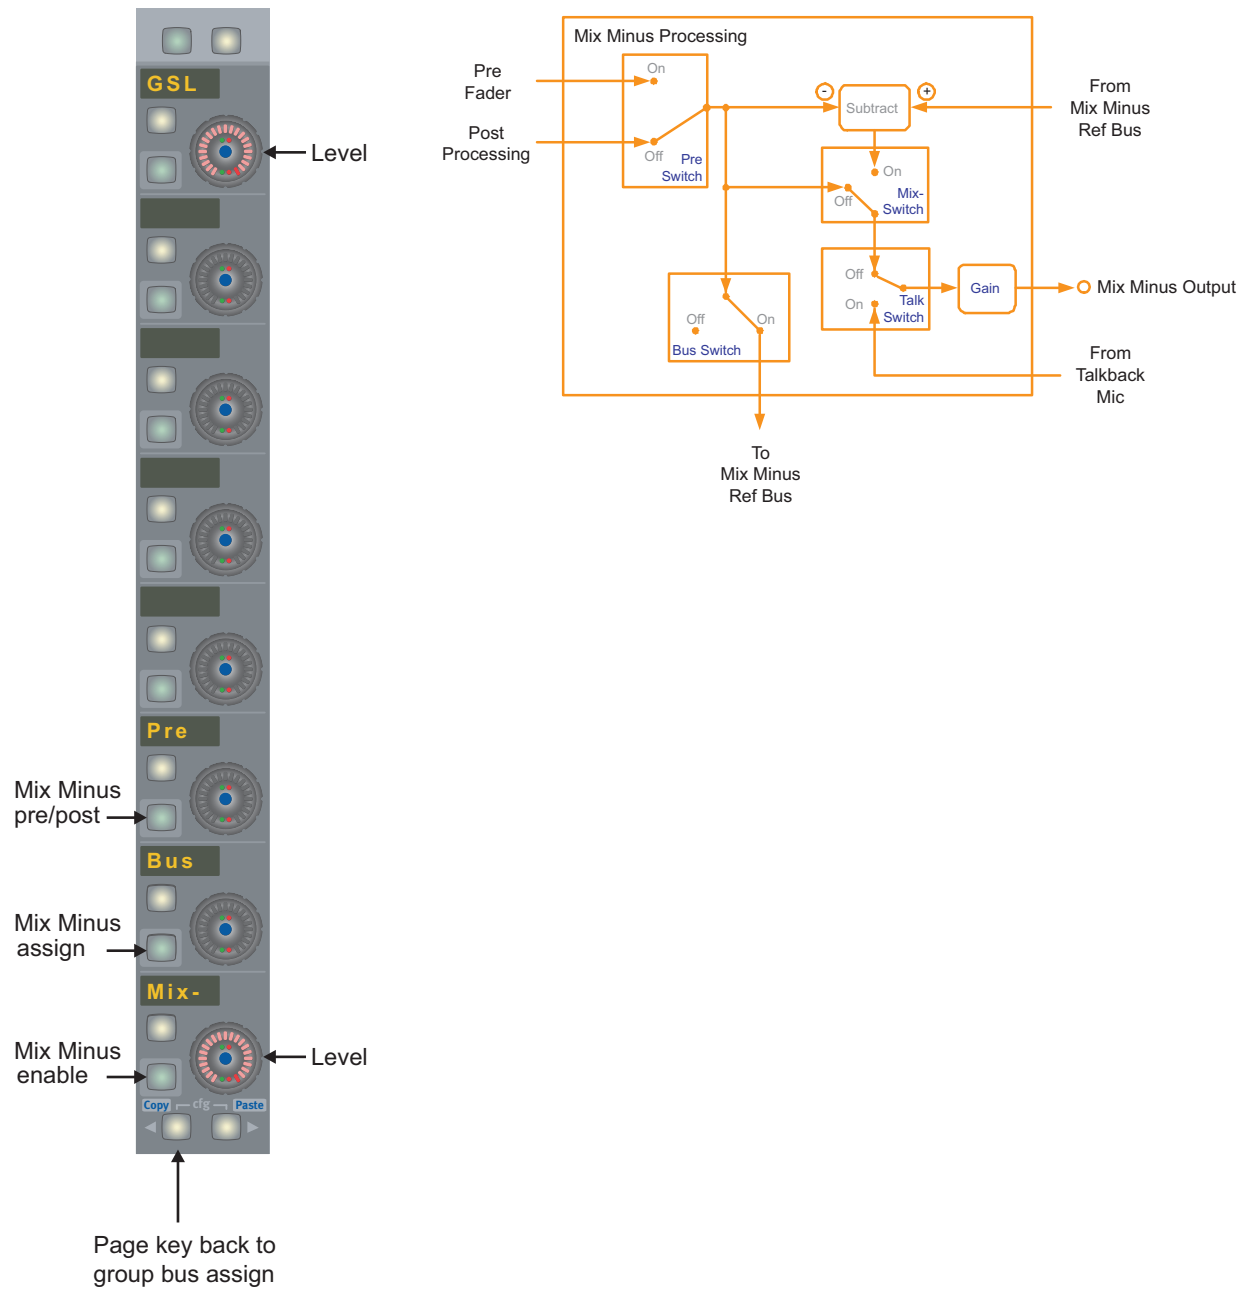 GSL
Level
Pre
Mix Minus
pre/post
Bus
Mix Minus
assign
Mix-
Mix Minus
enable
Level
Copy
cfg
Paste
Page key back to
group bus assign
Mix Minus Processing
Pre
Fader
Post
Processing
On
Off
Pre
Switch
-
Subtract
+
From
Mix Minus
Ref Bus
On
Off
Mix-
Switch
Off
On
Talk
Switch
Gain
Mix Minus Output
Off
On
Bus Switch
From
Talkback
Mic
To
Mix Minus
Ref Bus